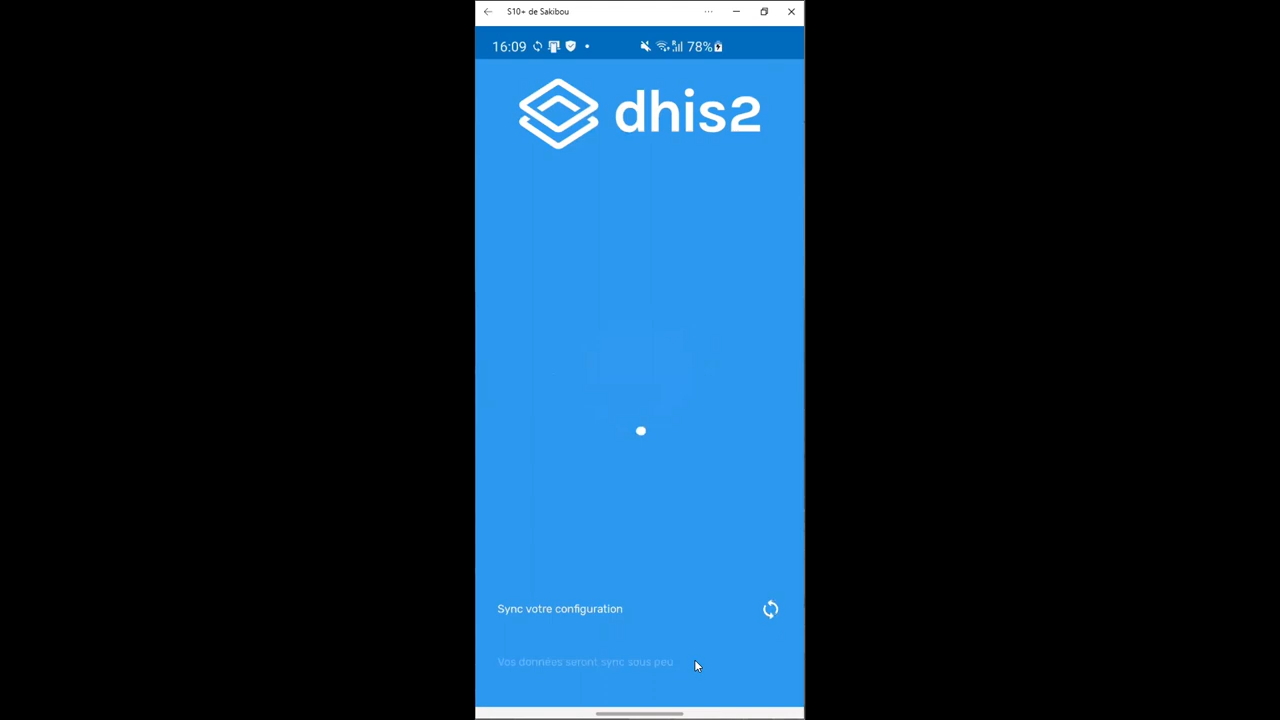 S10+ de Sakibou
16:09 78%
dhis2
Sync votre configuration
Vos données seront sync sous peu